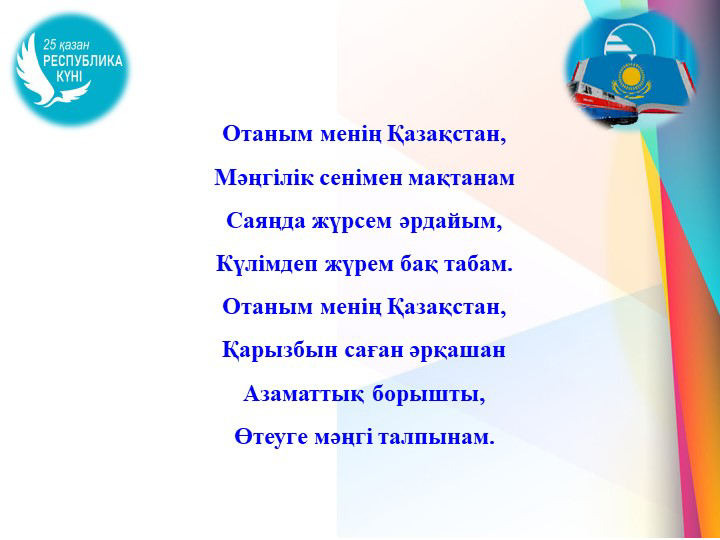 25 қазан
РЕСПУБЛИКА
КҮНІ
Отаным менің Қазақстан,
Мәңгілік сенімен мақтанам
Саяңда жүрсем әрдайым,
Күлімдеп жүрем бақ табам.
Отаным менің Қазақстан,
Қарызбын саған әрқашан
Азаматтық борышты,
Өтеуге мәңгі талпынам.